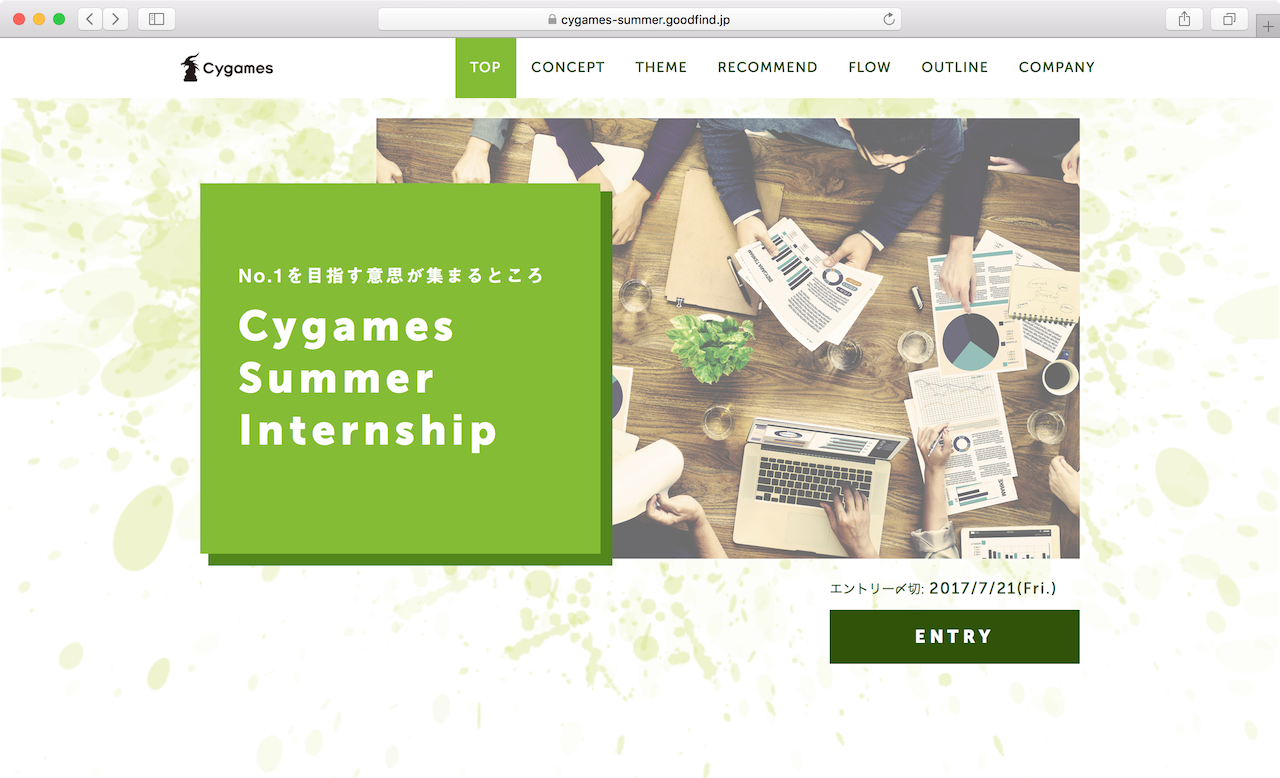 cygames-summer.goodfind.jp
Cygames
TOP CONCEPT THEME RECOMMEND FLOW OUTLINE COMPANY
No.1を目指す意思が集まるところ
Cygames
Summer
Internship
エントリー〆切: 2017/7/21(Fri.)
ENTRY